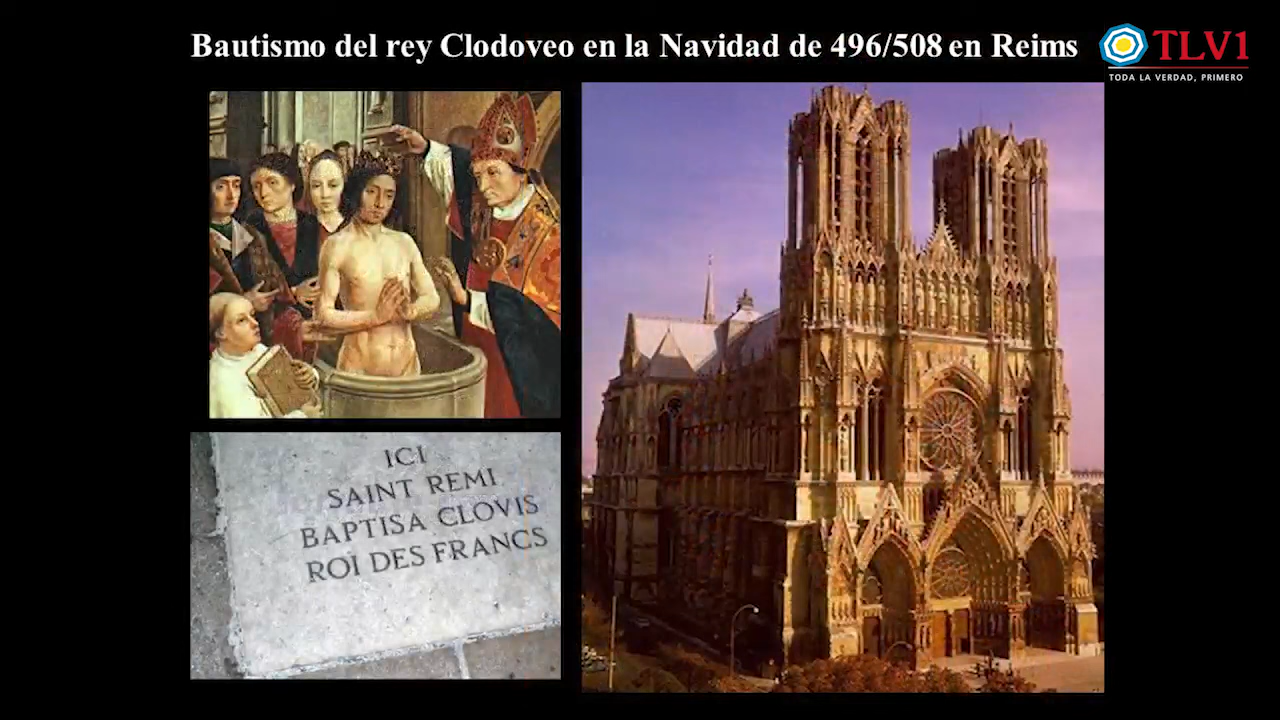 Bautismo del rey Clodoveo en la Navidad de 496/508 en Reims
TLV1
TODA LA VERDAD, PRIMERO
ICI
SAINT REMI
BAPTISA CLOVIS
ROI DES FRANCS